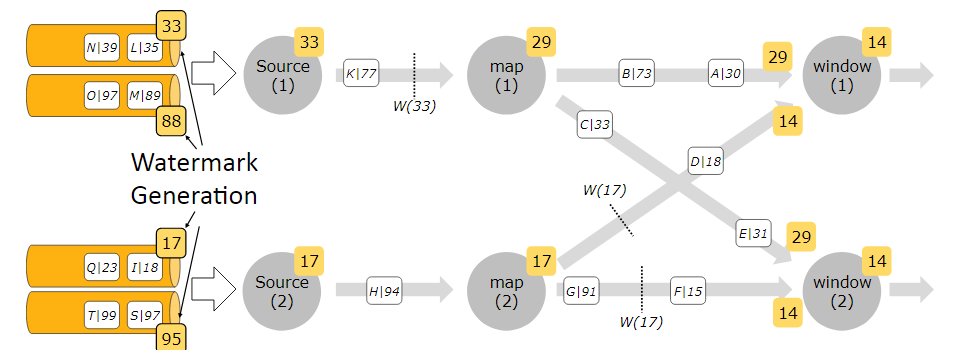 33
N|39
L|35
O|97
M|89
88
Watermark
Generation
17
Q|23
I|18
T|99
S|97
95
33
Source
(1)
K|77
W(33)
29
map
(1)
B|73
A|30
29
14
window
(1)
C|33
14
D|18
W(17)
E|31
29
17
Source
(2)
H|94
17
map
(2)
G|91
F|15
W(17)
14
14
window
(2)